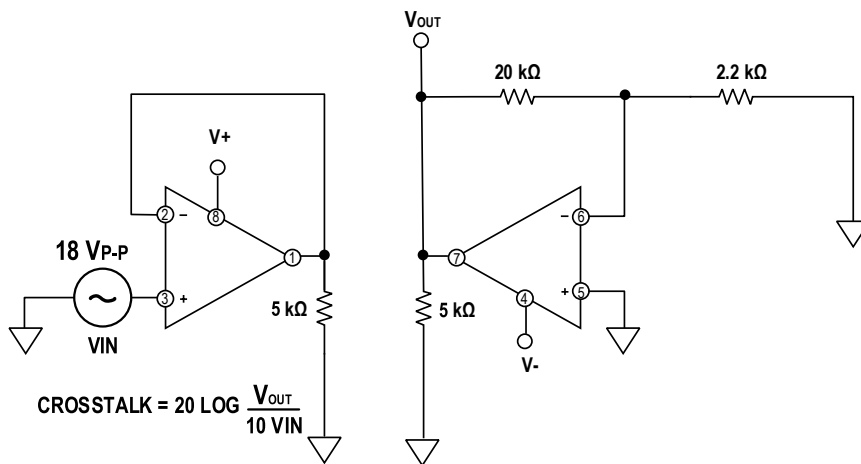 VOUT
20 kΩ
2.2 kΩ
V+
2
−
8
6
−
18 VP-P
1
7
3
+
5 kΩ
5 kΩ
4
+
5
VIN
V-
CROSSTALK = 20 LOG VOUT
10 VIN